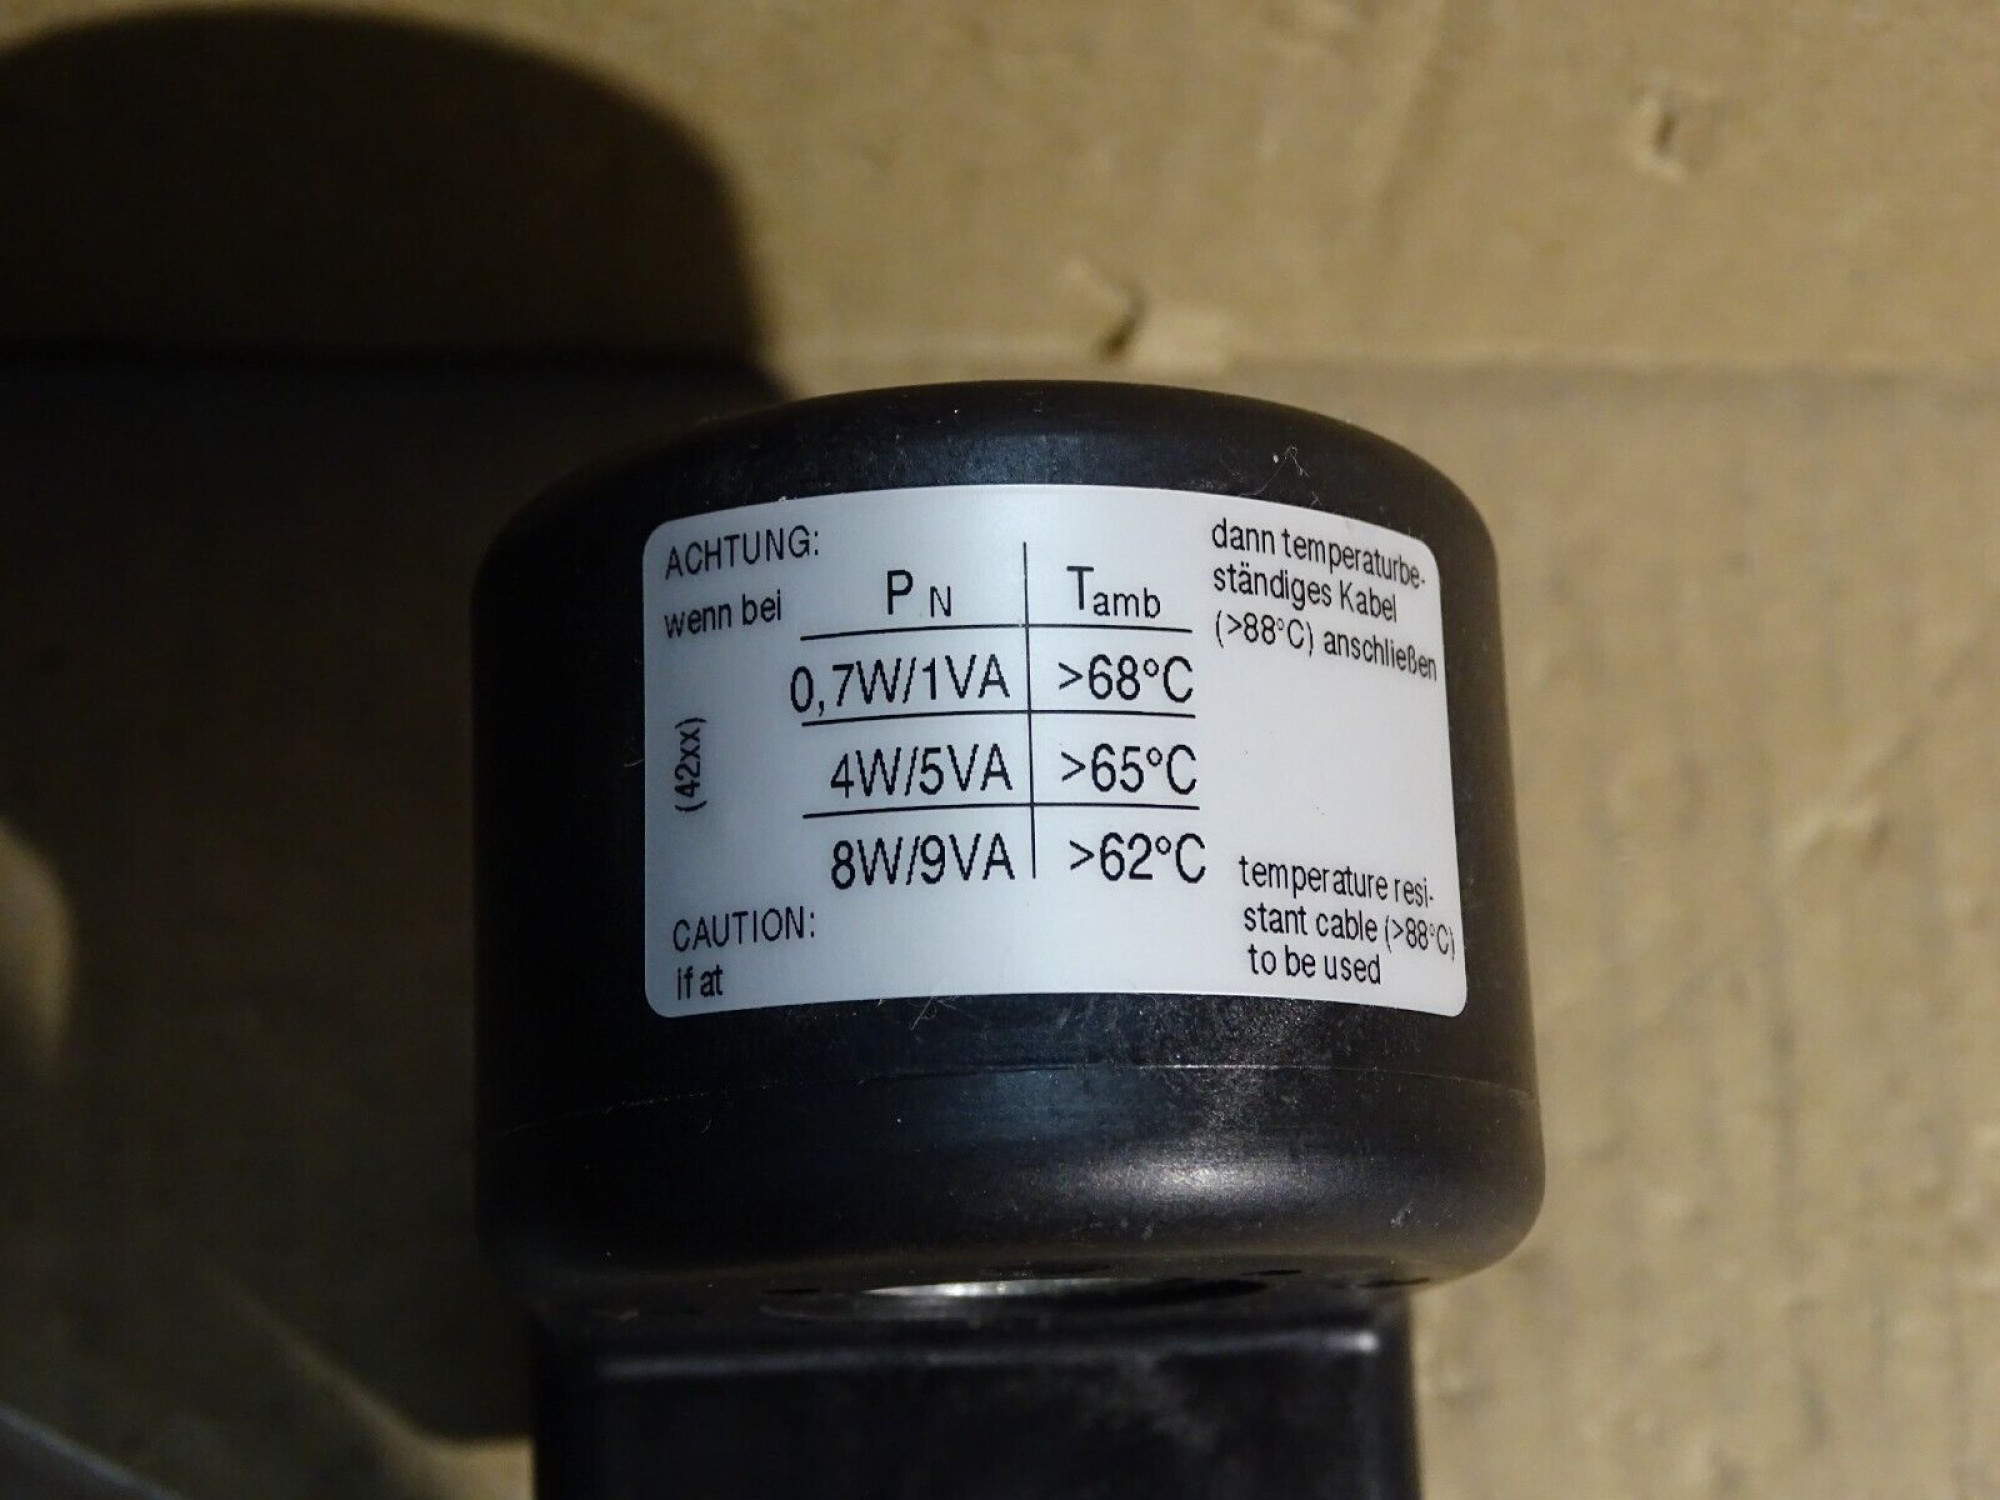 ACHTUNG:
wenn bei
P N Tamb
0,7W/1VA >68°C
4W/5VA >65°C
8W/9VA >62°C
dann temperaturbe-
ständiges Kabel
(>88°C) anschließen
(42xx)
CAUTION:
if at
temperature resi-
stant cable (>88°C)
to be used